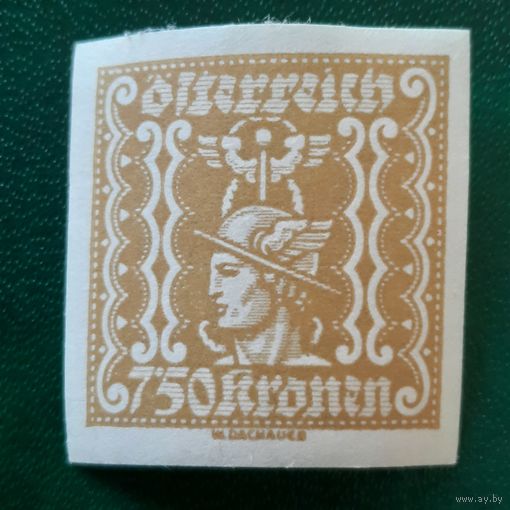 österreich
7'50 Kronen
W. DACHAUER
www.ay.by